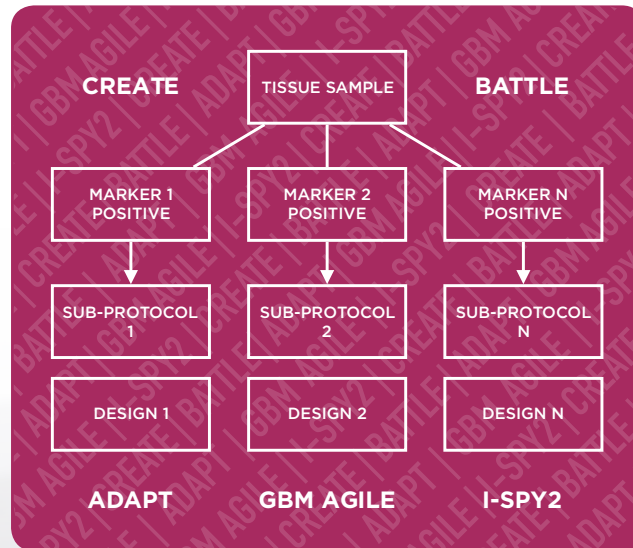 CREATE
TISSUE SAMPLE
BATTLE
MARKER 1
POSITIVE
MARKER 2
POSITIVE
MARKER N
POSITIVE
SUB-PROTOCOL
1
SUB-PROTOCOL
2
SUB-PROTOCOL
N
DESIGN 1
DESIGN 2
DESIGN N
ADAPT
GBM AGILE
I-SPY2